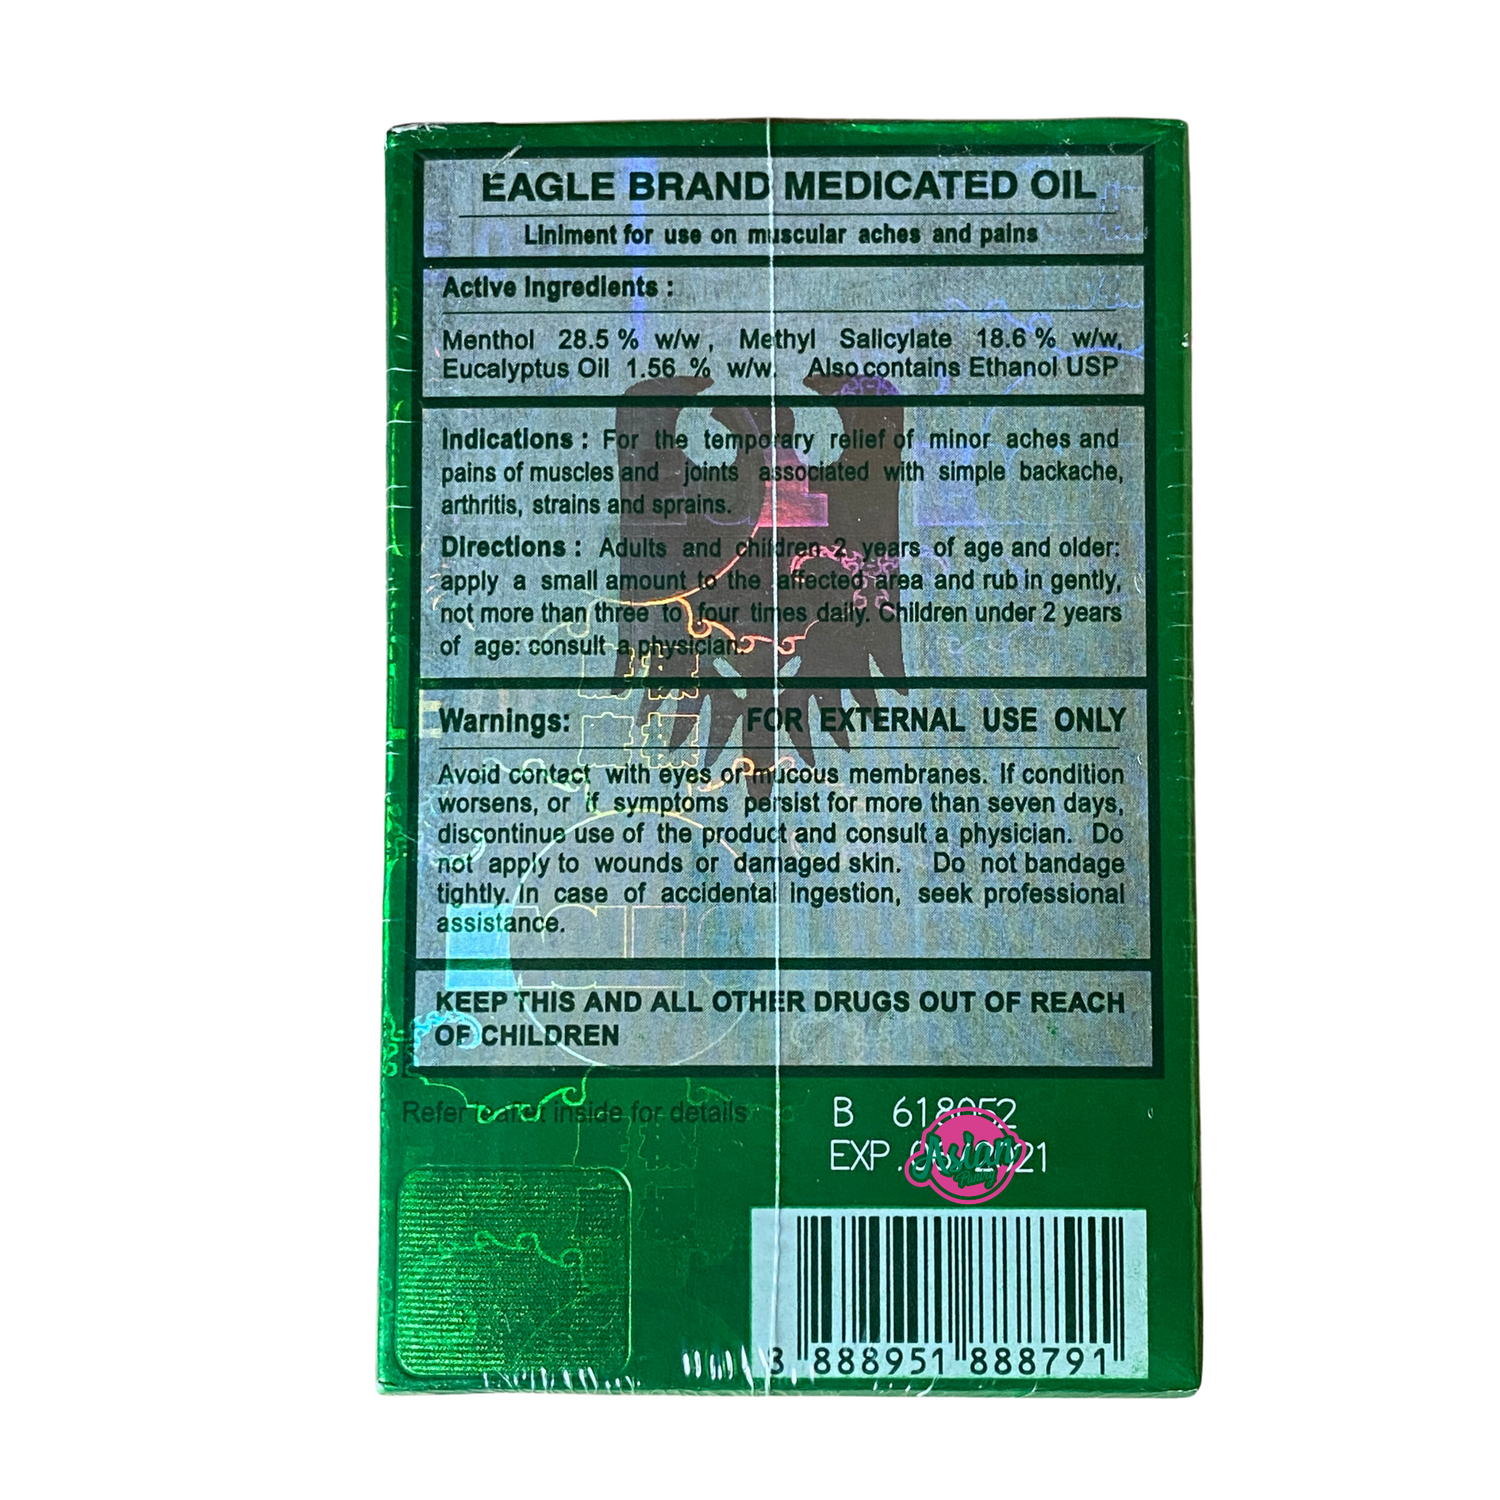 EAGLE BRAND MEDICATED OIL
Liniment for use on muscular aches and pains
Active Ingredients :
Menthol 28.5 % w/w , Methyl Salicylate 18.6 % w/w,
Eucalyptus Oil 1.56 % w/w. Also contains Ethanol USP
Indications : For the temporary relief of minor aches and
pains of muscles and joints associated with simple backache,
arthritis, strains and sprains.
Directions : Adults and children 2 years of age and older:
apply a small amount to the affected area and rub in gently,
not more than three to four times daily. Children under 2 years
of age: consult a physician.
Warnings: FOR EXTERNAL USE ONLY
Avoid contact with eyes or mucous membranes. If condition
worsens, or if symptoms persist for more than seven days,
discontinue use of the product and consult a physician. Do
not apply to wounds or damaged skin. Do not bandage
tightly. In case of accidental ingestion, seek professional
assistance.
KEEP THIS AND ALL OTHER DRUGS OUT OF REACH
OF CHILDREN
Refer leaflet inside for details
B
EXP.
Asian
Pantry
3 888951 888791